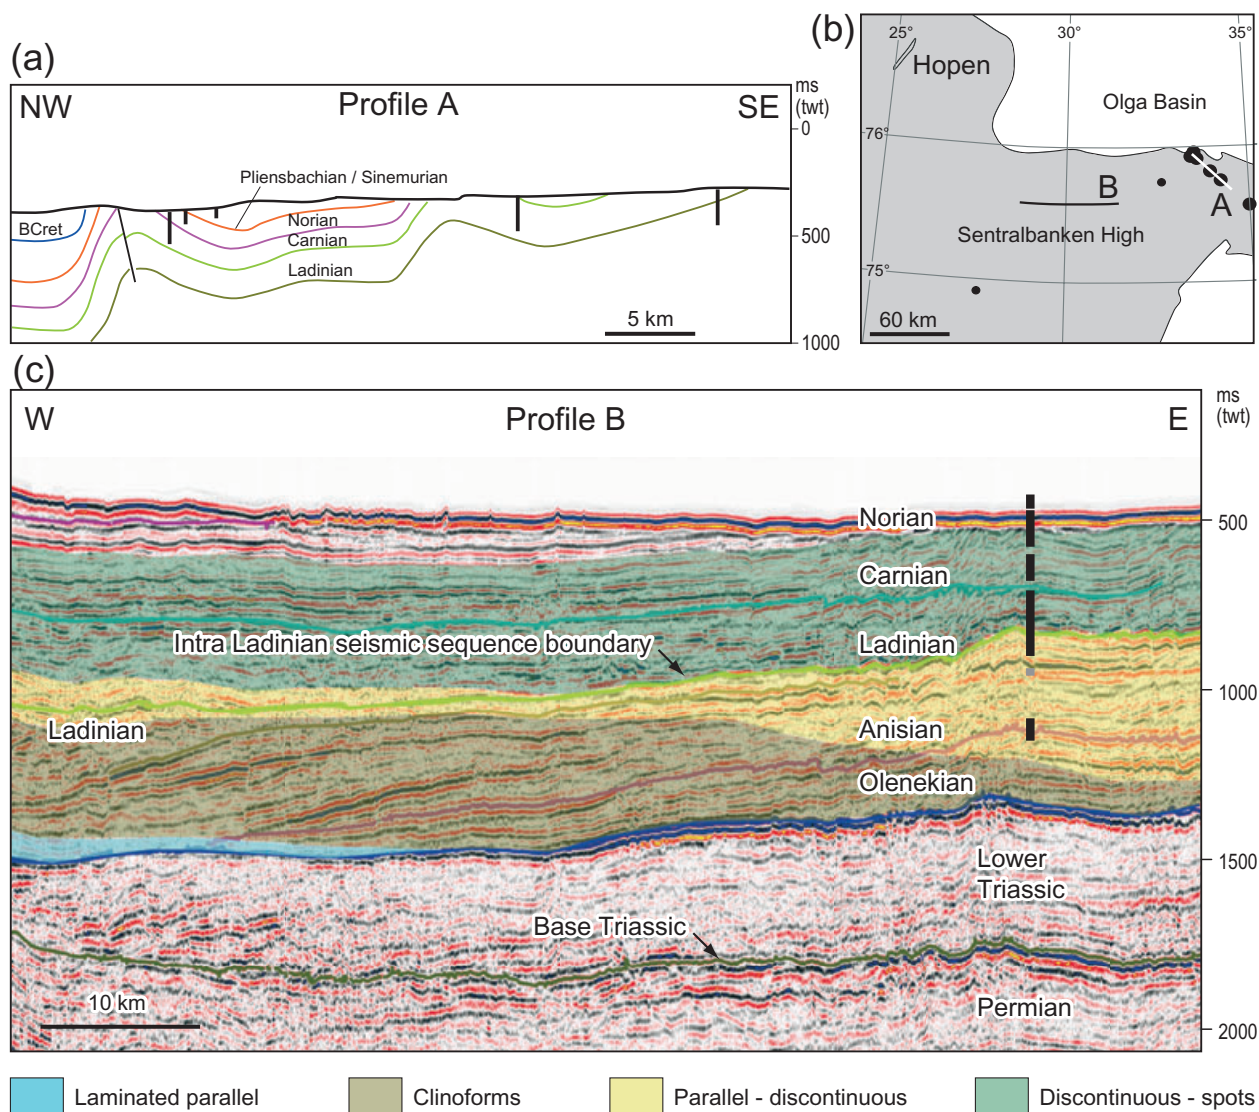 (a)
NW
Profile A
SE
ms
(twt)
0
Pliensbachian / Sinemurian
BCret
Norian
Carnian
Ladinian
500
5 km
1000
(b)
25°
30°
35°
Hopen
Olga Basin
76°
B
A
Sentralbanken High
75°
60 km
(c)
W
Profile B
E
ms
(twt)
Norian
500
Carnian
Intra Ladinian seismic sequence boundary
Ladinian
1000
Ladinian
Anisian
Olenekian
Lower
Triassic
1500
Base Triassic
10 km
Permian
2000
Laminated parallel
Clinoforms
Parallel - discontinuous
Discontinuous - spots